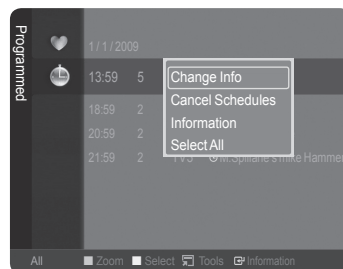 Programmed
1 / 1 / 2009
13:59 5
Change Info
Cancel Schedules
Information
Select All
18:59 2
20:59 2
21:59 2 TV3 M.Spillane's mike Hammer
All Zoom Select Tools Information